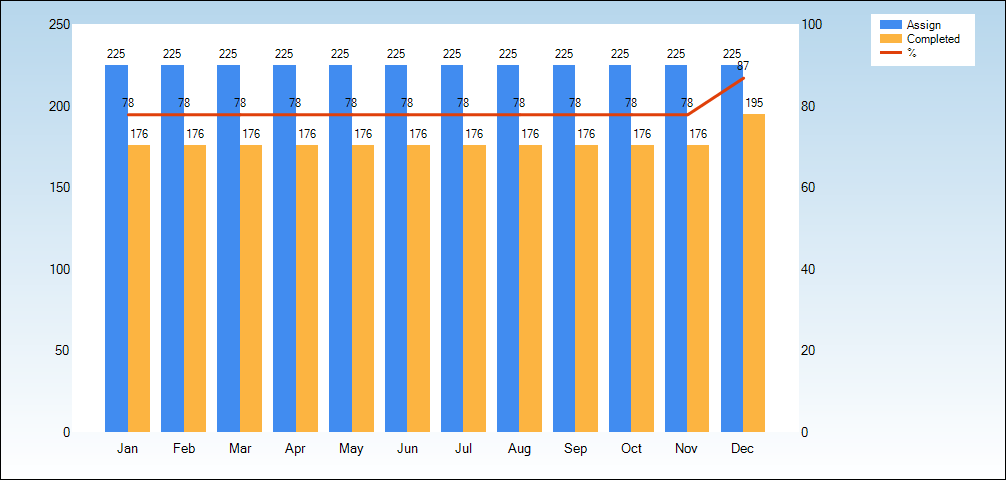 250
200
150
100
50
0
225 225 225 225 225 225 225 225 225 225 225 225
87
78 78 78 78 78 78 78 78 78 78 78 195
176 176 176 176 176 176 176 176 176 176 176
Jan Feb Mar Apr May Jun Jul Aug Sep Oct Nov Dec
100
80
60
40
20
0
Assign
Completed
%